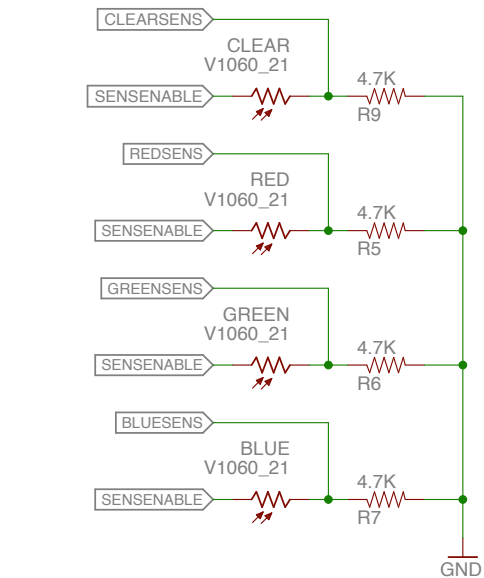 CLEARSENS
CLEAR
V1060_21
4.7K
SENSENABLE
R9
REDSENS
RED
V1060_21
4.7K
SENSENABLE
R5
GREENSENS
GREEN
V1060_21
4.7K
SENSENABLE
R6
BLUESENS
BLUE
V1060_21
4.7K
SENSENABLE
R7
GND